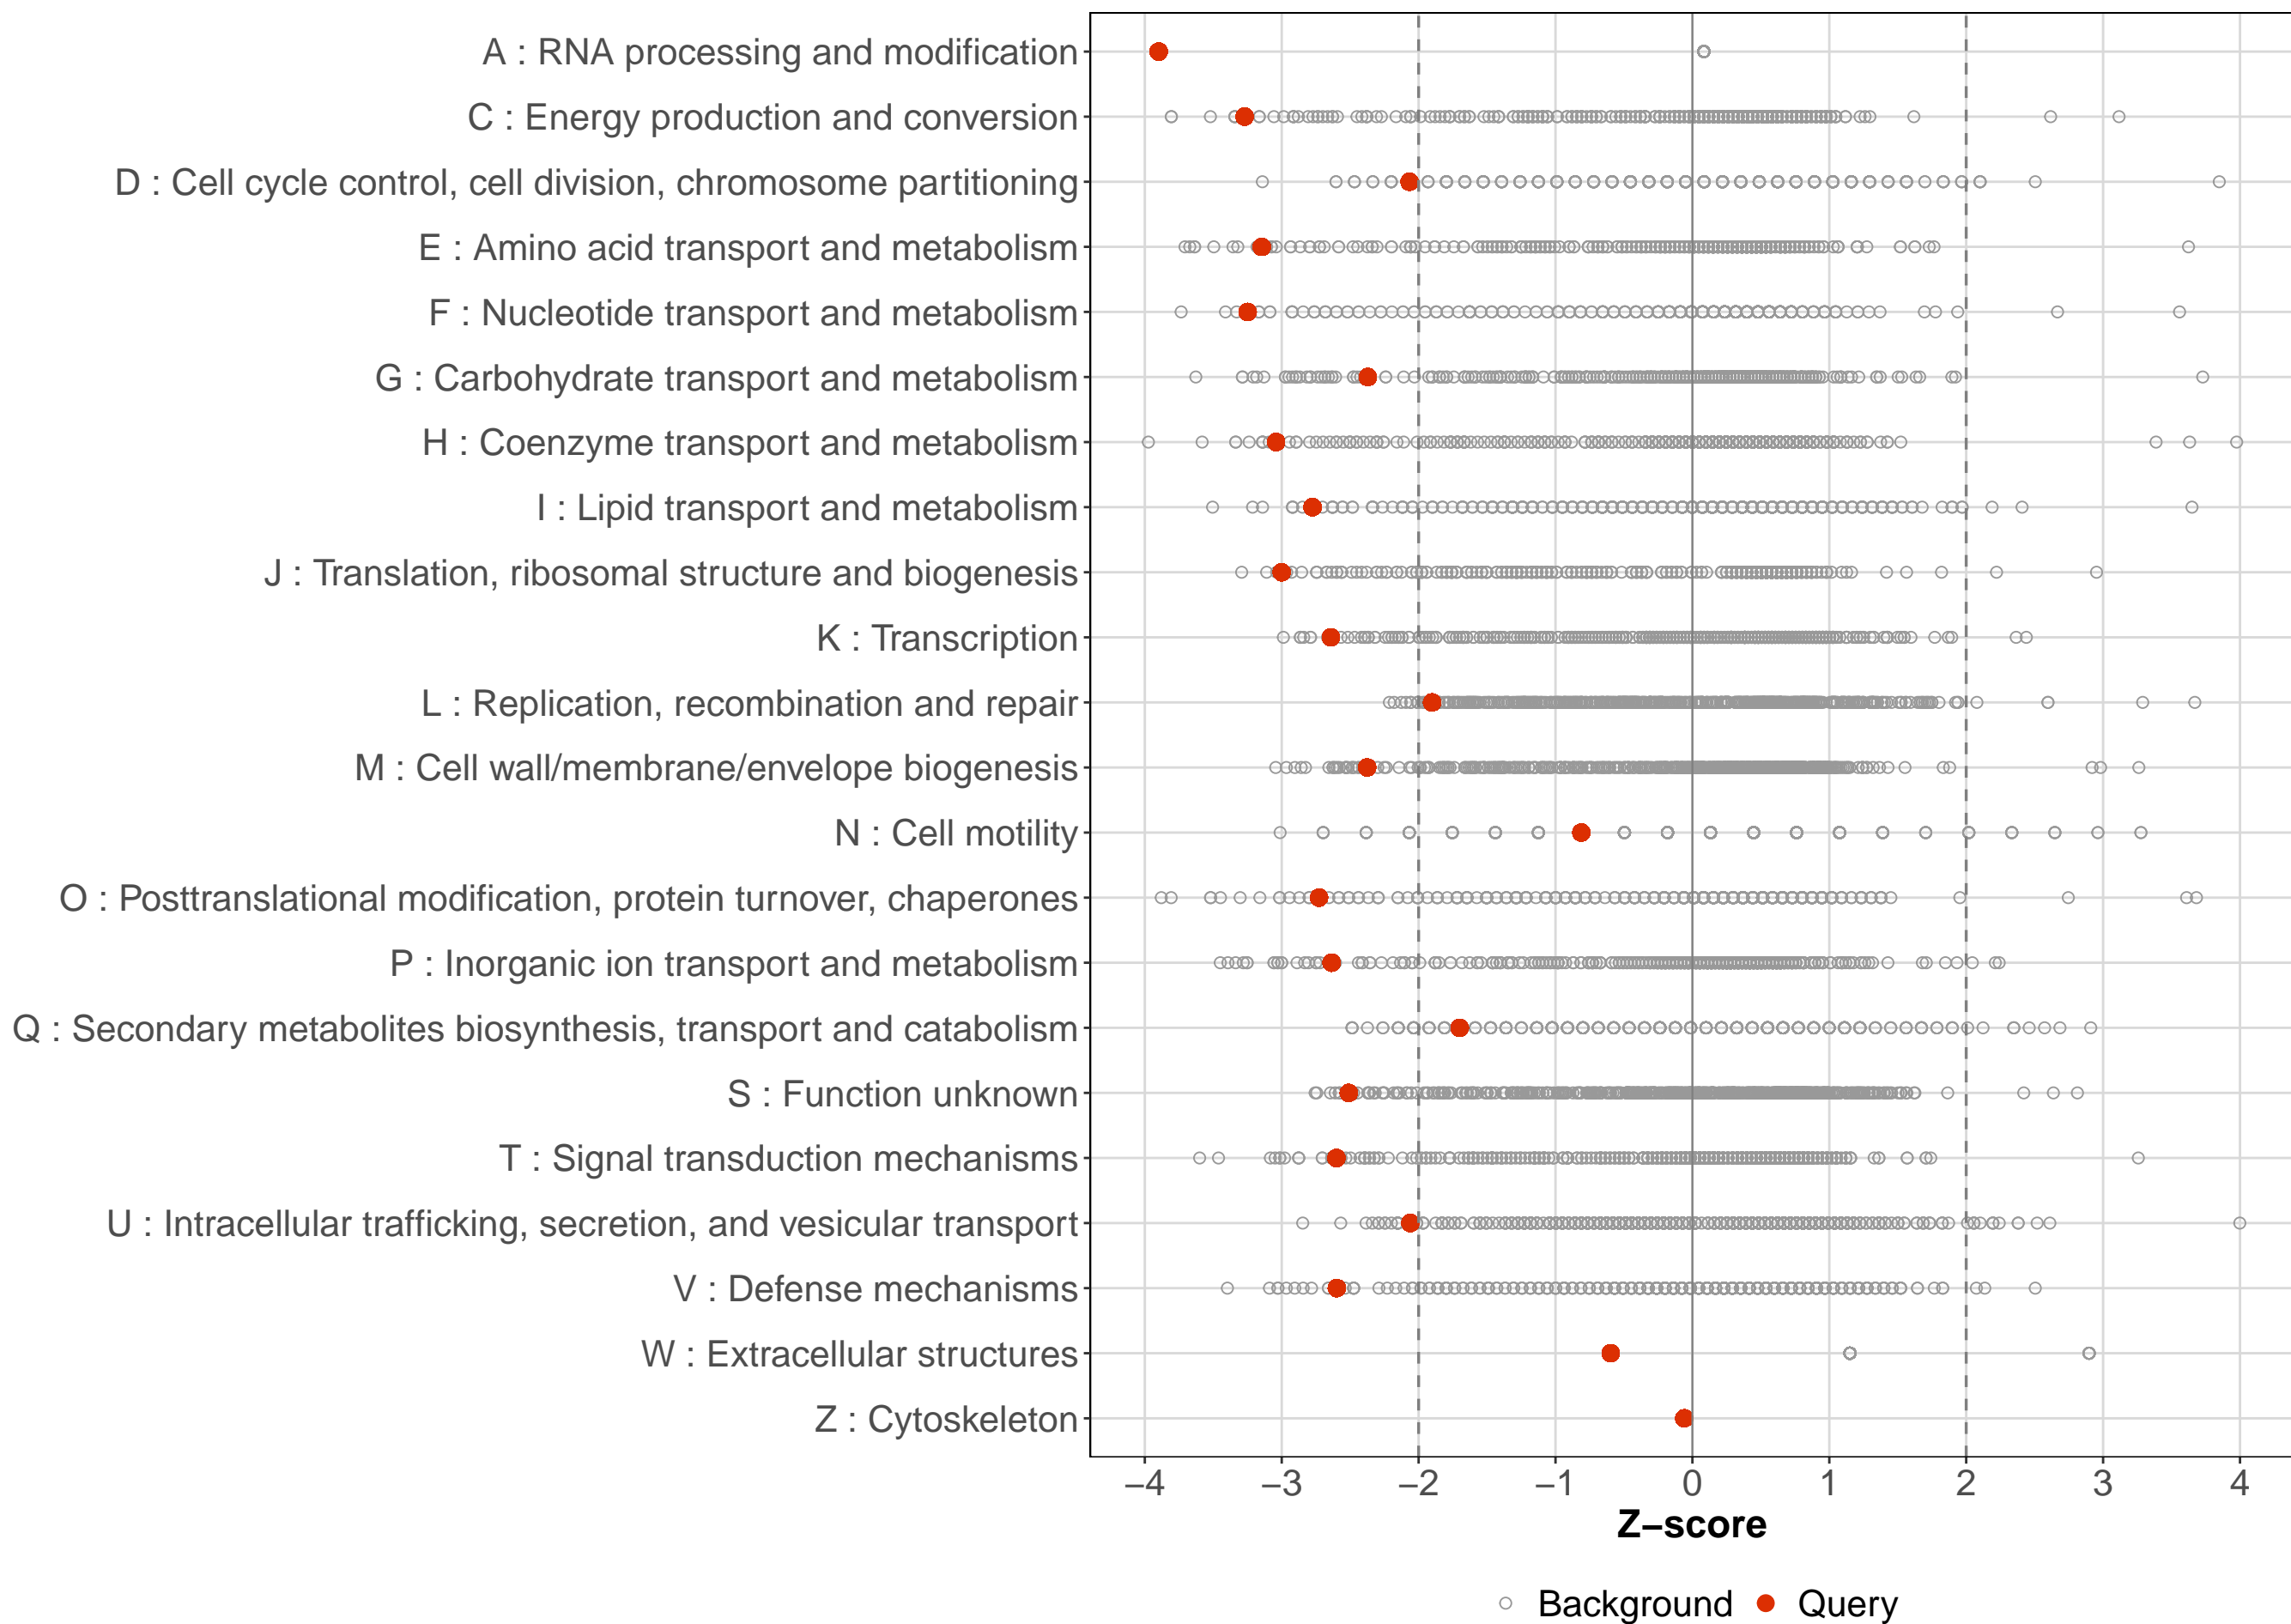 A : RNA processing and modification
C : Energy production and conversion
D : Cell cycle control, cell division, chromosome partitioning
E : Amino acid transport and metabolism
F : Nucleotide transport and metabolism
G : Carbohydrate transport and metabolism
H : Coenzyme transport and metabolism
I : Lipid transport and metabolism
J : Translation, ribosomal structure and biogenesis
K : Transcription
L : Replication, recombination and repair
M : Cell wall/membrane/envelope biogenesis
N : Cell motility
O : Posttranslational modification, protein turnover, chaperones
P : Inorganic ion transport and metabolism
Q : Secondary metabolites biosynthesis, transport and catabolism
S : Function unknown
T : Signal transduction mechanisms
U : Intracellular trafficking, secretion, and vesicular transport
V : Defense mechanisms
W : Extracellular structures
Z : Cytoskeleton
−4 −3 −2 −1 0 1 2 3 4
Z−score
Background Query